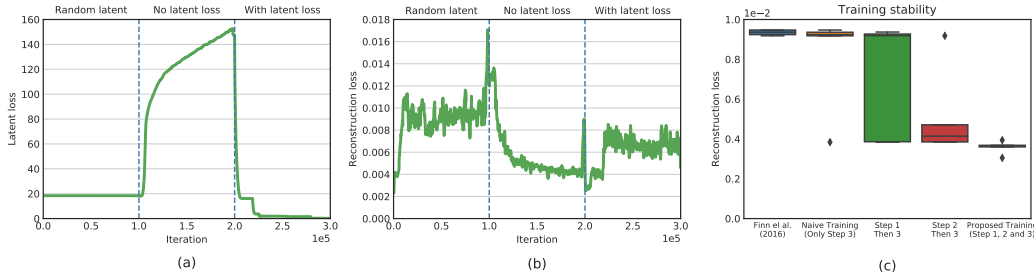 Random latent No latent loss With latent loss
160
140
120
100
80
60
40
20
0
Latent loss
0 0.5 1.0 1.5 2.0 2.5 3.0
Iteration 1e5
(a)
Random latent No latent loss With latent loss
0.018
0.016
0.014
0.012
0.010
0.008
0.006
0.004
0.002
0.000
Reconstruction loss
0 0.5 1.0 1.5 2.0 2.5 3.0
Iteration 1e5
(b)
Training stability
1e−2
1.0
0.8
0.6
0.4
0.2
0.0
Reconstruction loss
Finn el al. Naive Training Step 1 Step 2 Proposed Training
(2016) (Only Step 3) Then 3 Then 3 (Step 1, 2 and 3)
(c)